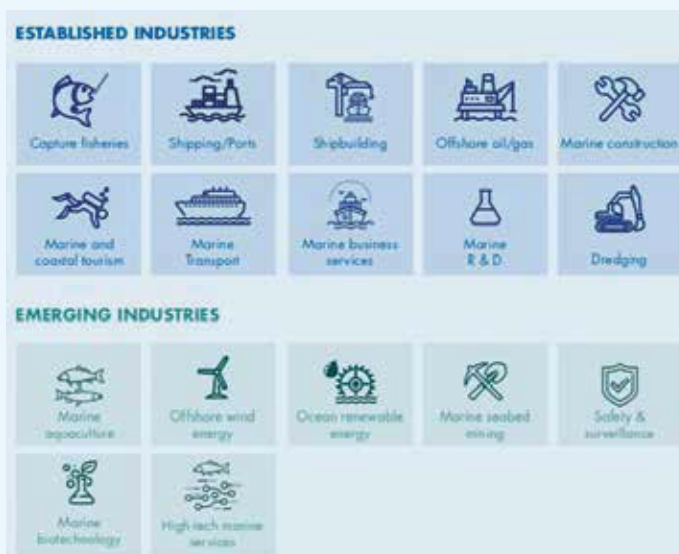 ESTABLISHED INDUSTRIES
Capture fisheries
Shipping/Ports
Shipbuilding
Offshore oil/gas
Marine construction
Marine and
coastal tourism
Marine
Transport
Marine business
services
Marine
R & D
Dredging
EMERGING INDUSTRIES
Marine
aquaculture
Offshore wind
energy
Ocean renewable
energy
Marine seabed
mining
Safety &
surveillance
Marine
biotechnology
High tech marine
services